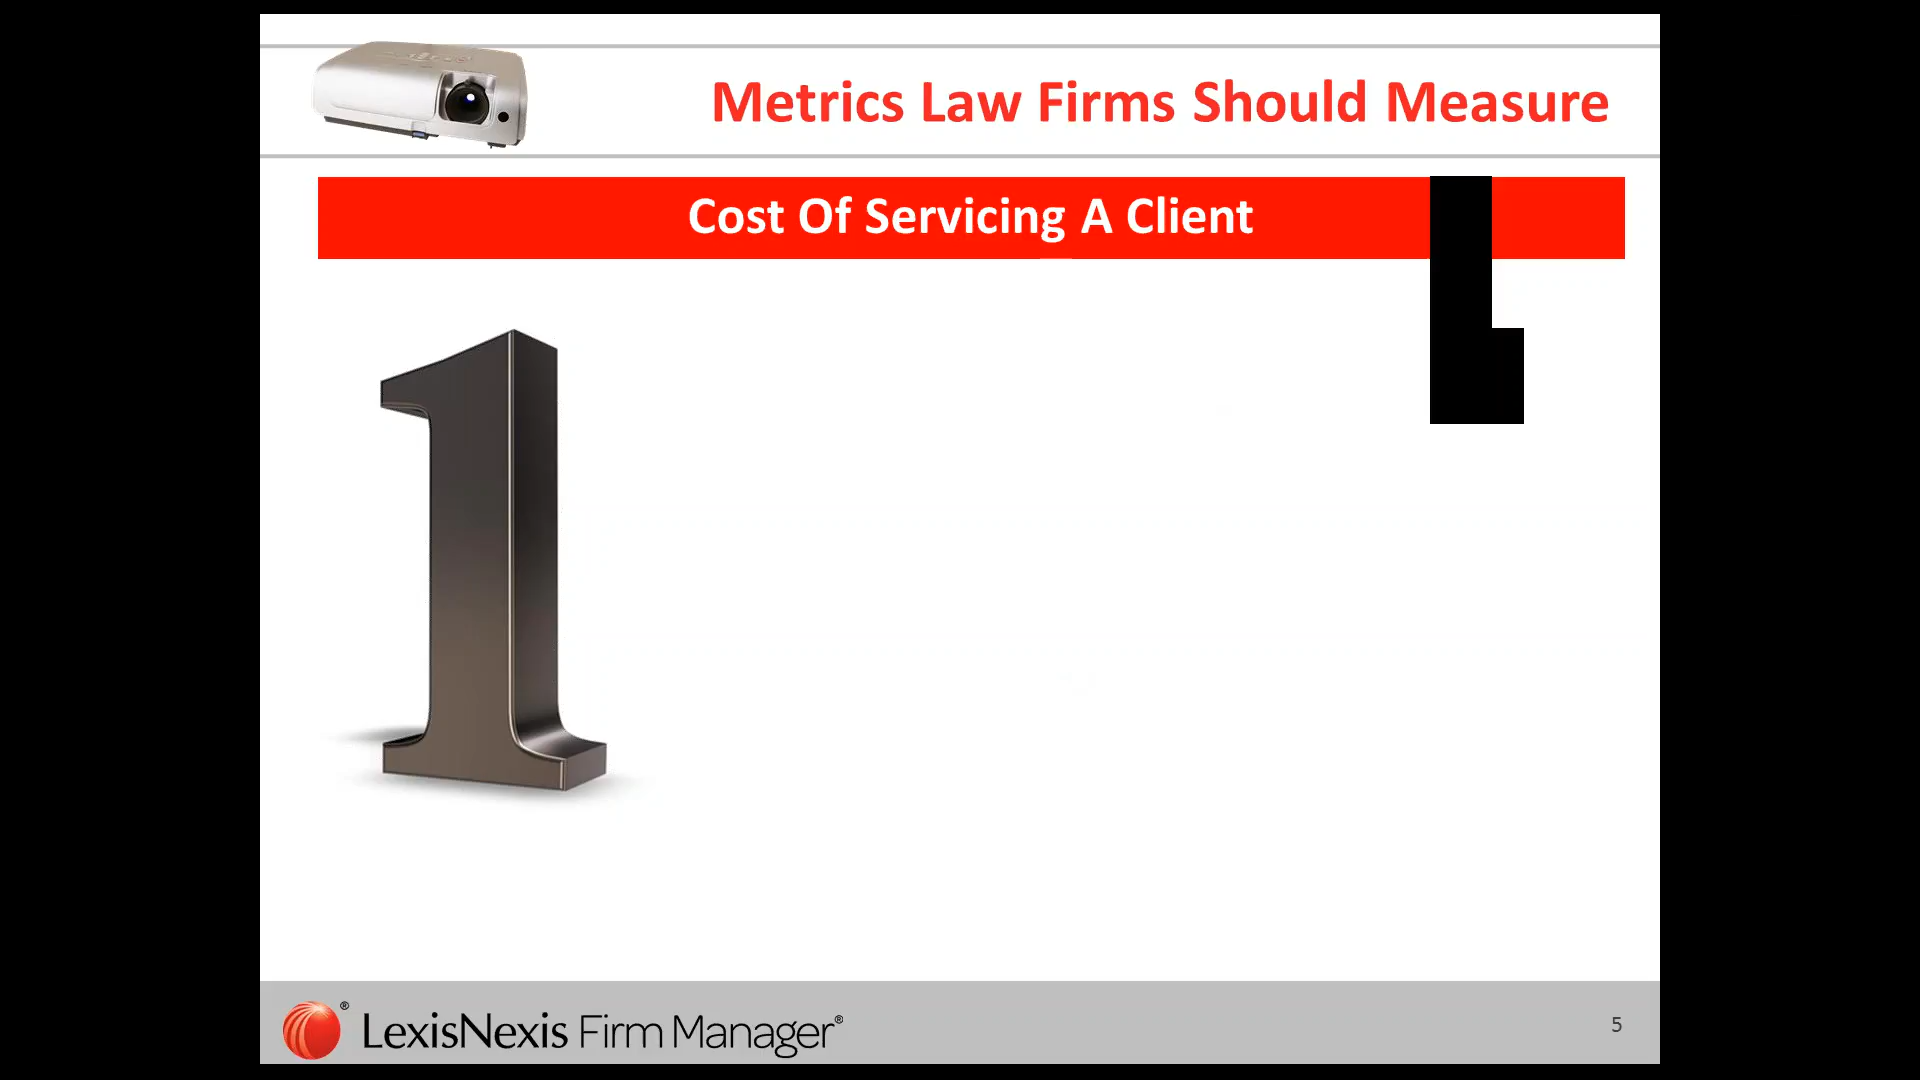 Metrics Law Firms Should Measure
Cost Of Servicing A Client
1
® LexisNexis Firm Manager®
5